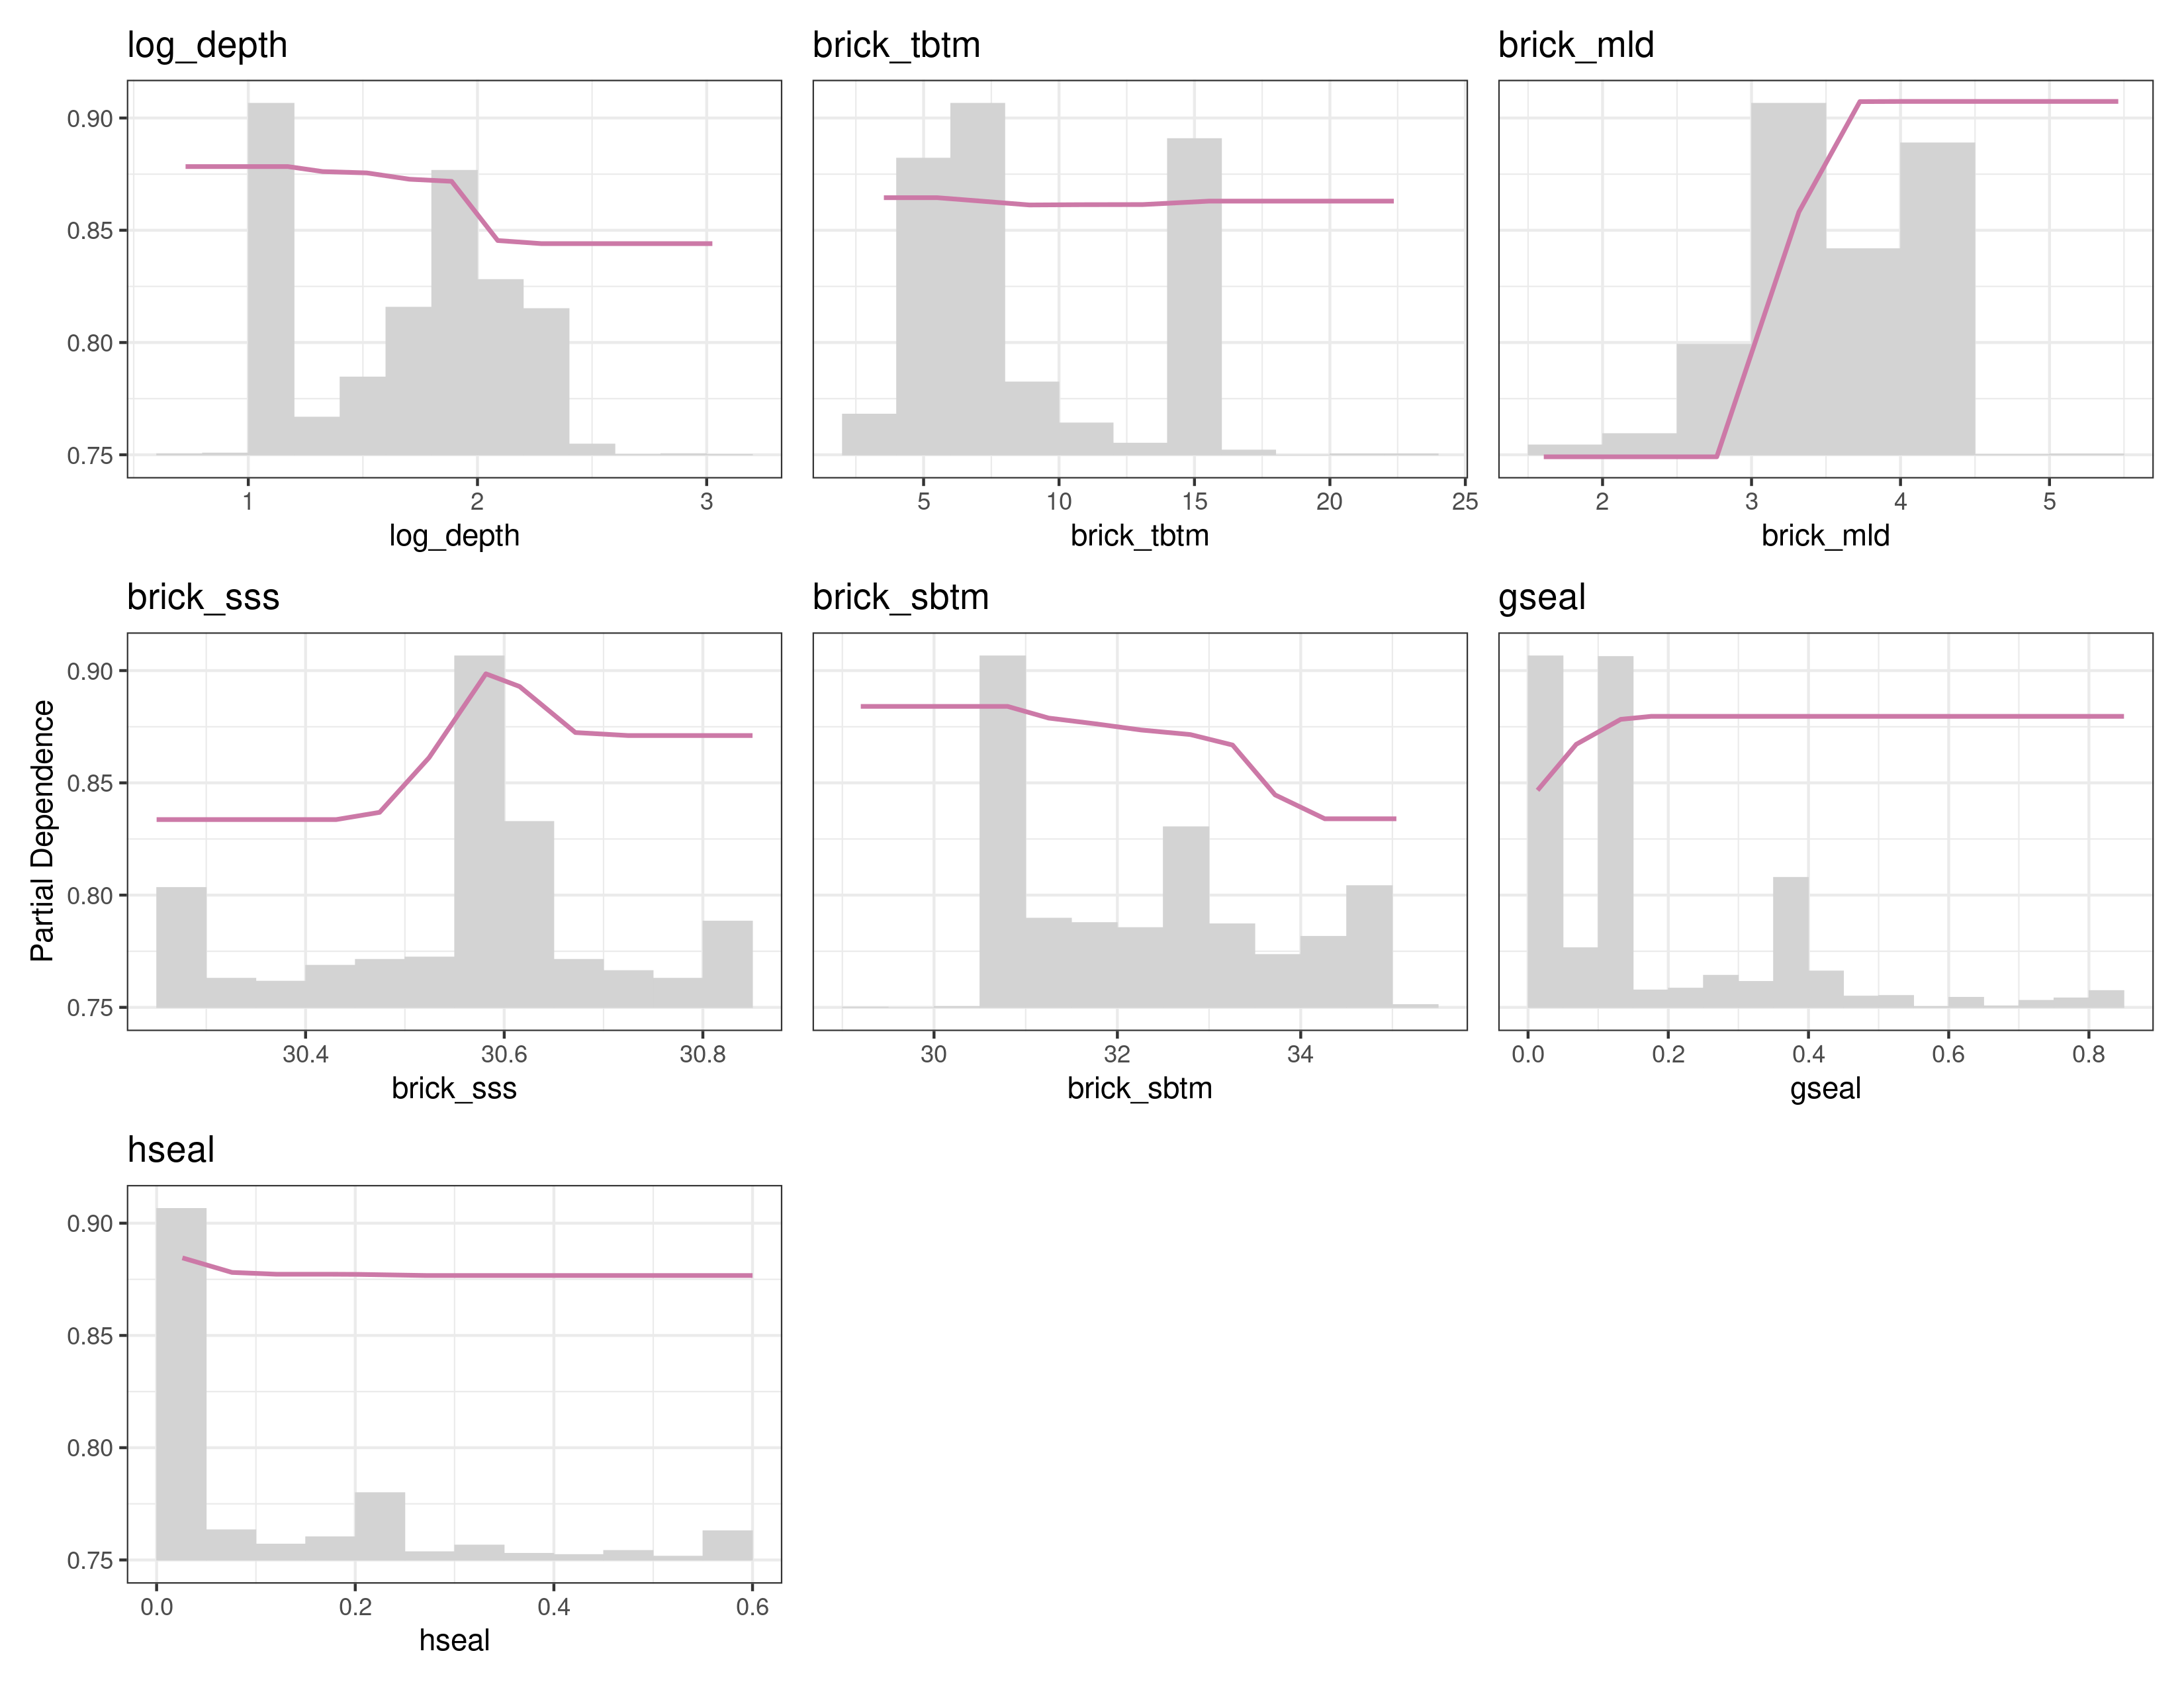 log_depth
brick_tbtm
brick_mld
0.90
0.85
0.80
0.75
1 2 3
5 10 15 20 25
2 3 4 5
log_depth
brick_tbtm
brick_mld
brick_sss
brick_sbtm
gseal
Partial Dependence
0.90
0.85
0.80
0.75
30.4 30.6 30.8
30 32 34
0.0 0.2 0.4 0.6 0.8
brick_sss
brick_sbtm
gseal
hseal
0.90
0.85
0.80
0.75
0.0 0.2 0.4 0.6
hseal